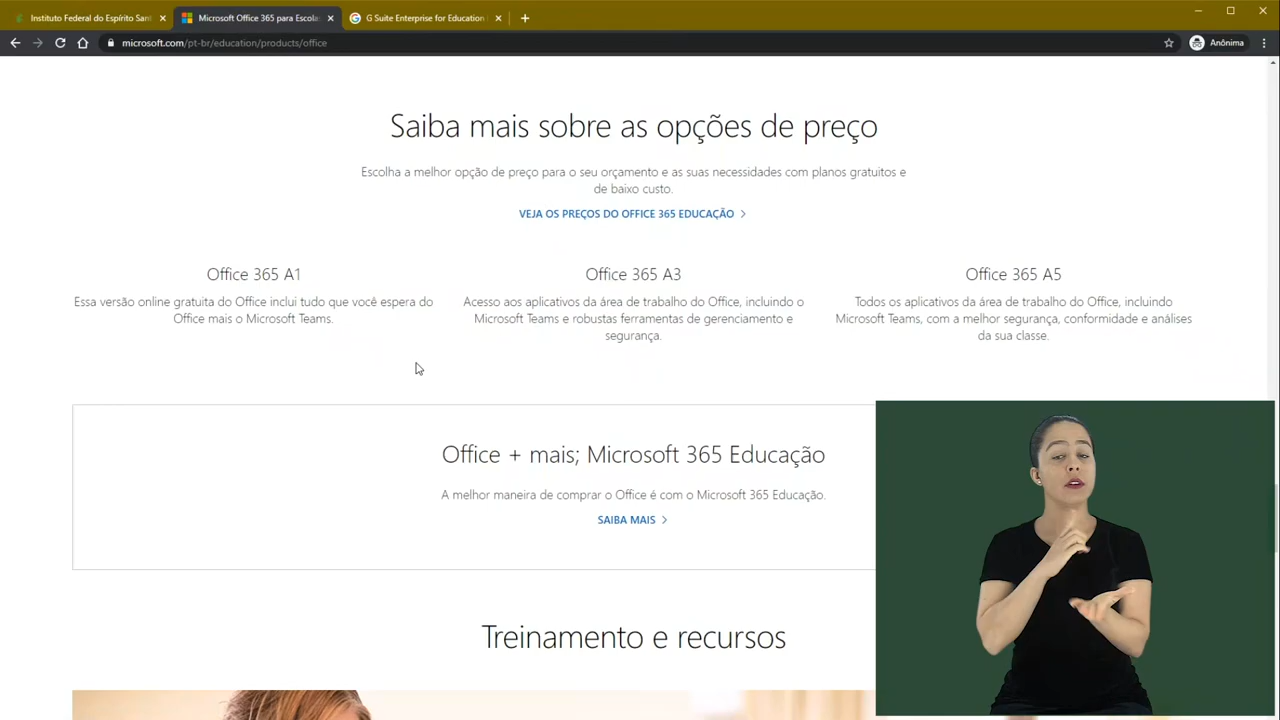 Instituto Federal do Espírito Sant
Microsoft Office 365 para Escolas
G Suite Enterprise for Education
microsoft.com/pt-br/education/products/office
Anônima
Saiba mais sobre as opções de preço
Escolha a melhor opção de preço para o seu orçamento e as suas necessidades com planos gratuitos e
de baixo custo.
VEJA OS PREÇOS DO OFFICE 365 EDUCAÇÃO
Office 365 A1
Essa versão online gratuita do Office inclui tudo que você espera do
Office mais o Microsoft Teams.
Office 365 A3
Acesso aos aplicativos da área de trabalho do Office, incluindo o
Microsoft Teams e robustas ferramentas de gerenciamento e
segurança.
Office 365 A5
Todos os aplicativos da área de trabalho do Office, incluindo
Microsoft Teams, com a melhor segurança, conformidade e análises
da sua classe.
Office + mais; Microsoft 365 Educação
A melhor maneira de comprar o Office é com o Microsoft 365 Educação.
SAIBA MAIS
Treinamento e recursos